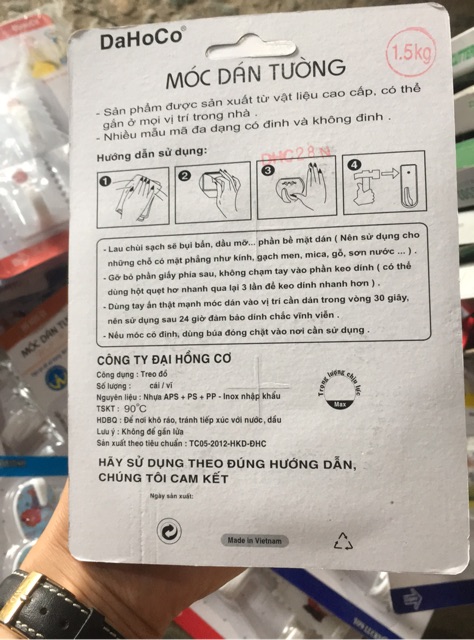 DaHoCo®
1.5kg
MÓC DÁN TƯỜNG
- Sản phẩm được sản xuất từ vật liệu cao cấp, có thể
gắn ở mọi vị trí trong nhà .
- Nhiều mẫu mã đa dạng có đinh và không đinh .
Hướng dẫn sử dụng:
DHC28N
1 2 3 4
- Lau chùi sạch sẽ bụi bẩn, dầu mỡ... phần bề mặt dán ( Nên sử dụng cho
những chỗ có mặt phẳng như kính, gạch men, mica, gỗ, sơn nước ... ) .
- Gỡ bỏ phần giấy phía sau, không chạm tay vào phần keo dính ( có thể
dùng hột quẹt hơ nhanh qua lại 3 lần để keo dính nhanh hơn ) .
- Dùng tay ấn thật mạnh móc dán vào vị trí cần dán trong vòng 30 giây,
nên sử dụng sau 24 giờ đảm bảo dính chắc vĩnh viễn .
- Nếu móc có đinh, dùng búa đóng chặt vào nơi cần sử dụng .
CÔNG TY ĐẠI HỒNG CƠ
Công dụng : Treo đồ
Số lượng : cái / vỉ
Nguyên liệu : Nhựa APS + PS + PP - Inox nhập khẩu
TSKT : 90°C
HDBQ : Để nơi khô ráo, tránh tiếp xúc với nước, dầu
Lưu ý : Không để gần lửa
Sản xuất theo tiêu chuẩn : TC05-2012-HKD-ĐHC
Trọng lượng chịu lực
Max
HÃY SỬ DỤNG THEO ĐÚNG HƯỚNG DẪN,
CHÚNG TÔI CAM KẾT
Ngày sản xuất:
Made in Vietnam
MÓC DÁN TƯ